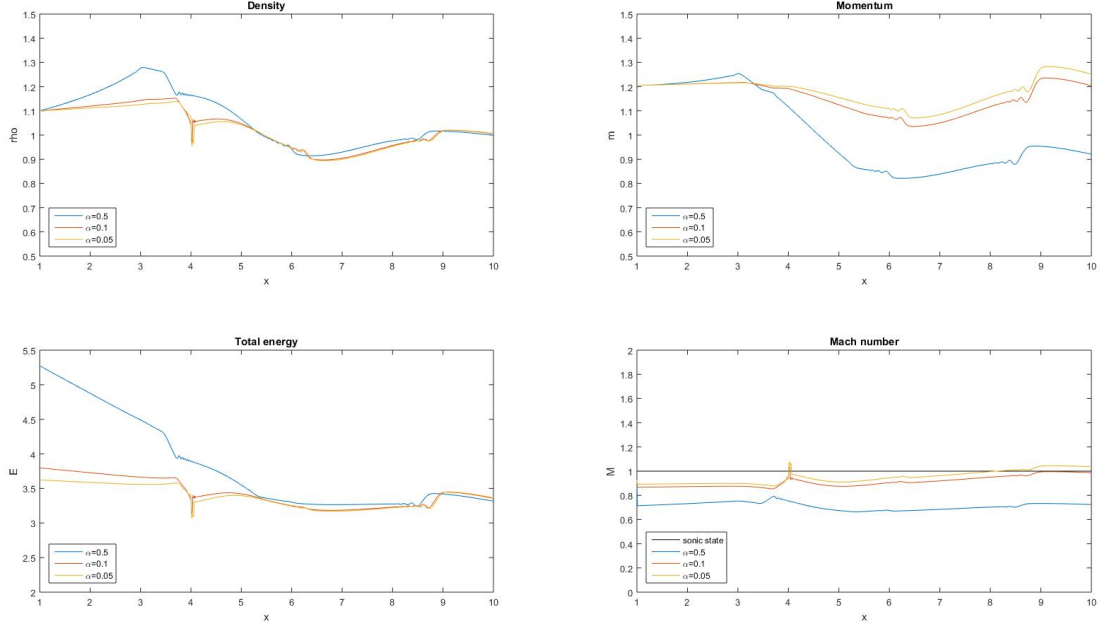 Density
1.5
1.4
1.3
1.2
1.1
1
0.9
0.8
0.7
0.6
0.5
rho
α=0.5
α=0.1
α=0.05
1 2 3 4 5 6 7 8 9 10
x
Momentum
1.5
1.4
1.3
1.2
1.1
1
0.9
0.8
0.7
0.6
0.5
m
α=0.5
α=0.1
α=0.05
1 2 3 4 5 6 7 8 9 10
x
Total energy
5.5
5
4.5
4
3.5
3
2.5
2
E
α=0.5
α=0.1
α=0.05
1 2 3 4 5 6 7 8 9 10
x
Mach number
2
1.8
1.6
1.4
1.2
1
0.8
0.6
0.4
0.2
0
M
sonic state
α=0.5
α=0.1
α=0.05
1 2 3 4 5 6 7 8 9 10
x